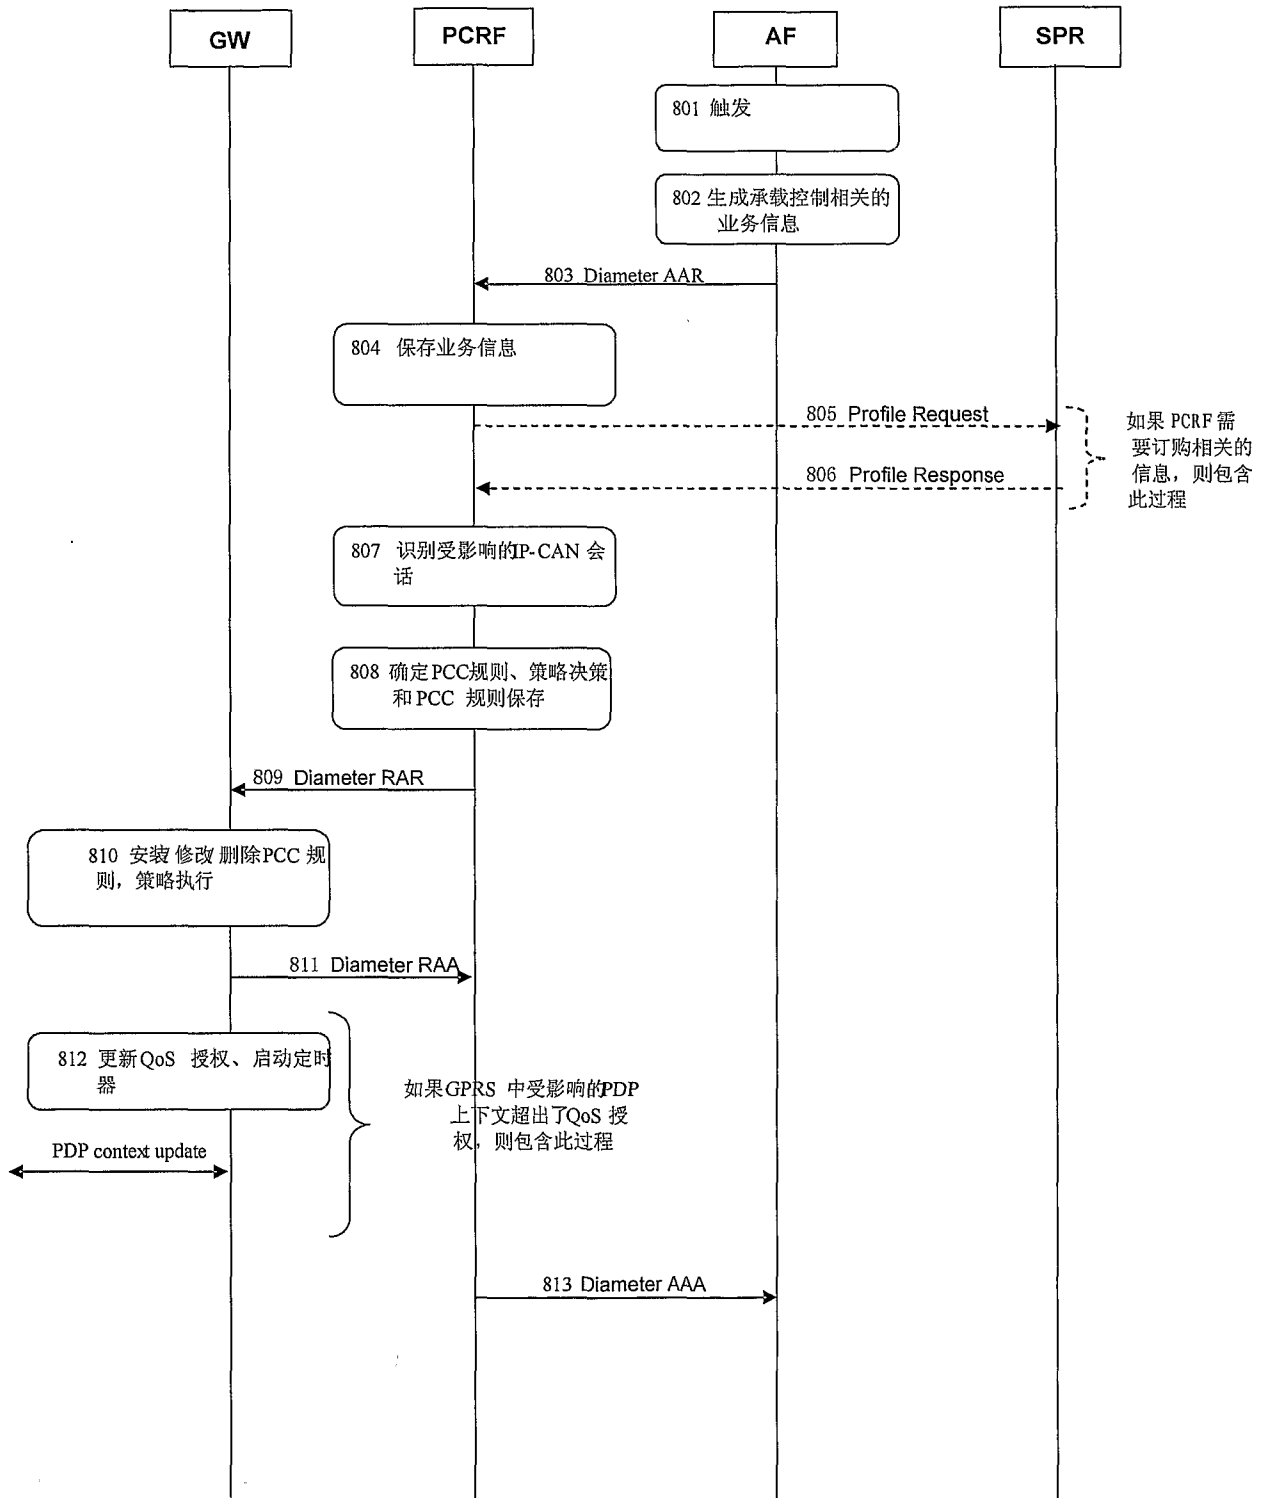 GW
PCRF
AF
SPR
801 触发
802 生成承载控制相关的
业务信息
803 Diameter AAR
804 保存业务信息
805 Profile Request
806 Profile Response
如果 PCRF 需
要订购相关的
信息，则包含
此过程
807 识别受影响的IP-CAN 会
话
808 确定PCC规则、策略决策
和PCC 规则保存
809 Diameter RAR
810 安装 修改 删除PCC 规
则，策略执行
811 Diameter RAA
812 更新QoS 授权、启动定时
器
如果GPRS 中受影响的PDP
上下文超出了QoS 授
权，则包含此过程
PDP context update
813 Diameter AAA